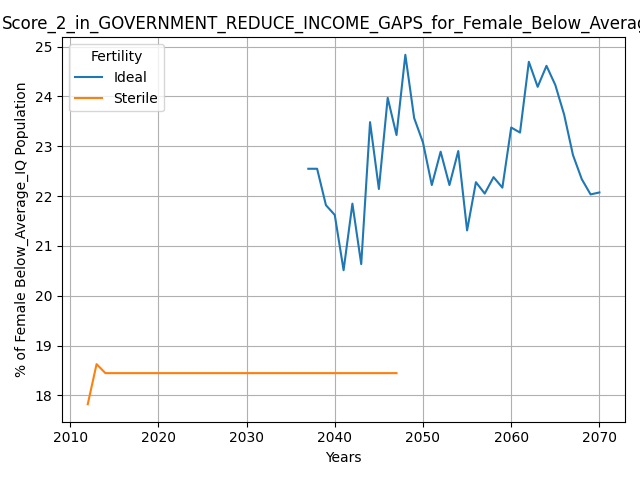 Score_2_in_GOVERNMENT_REDUCE_INCOME_GAPS_for_Female_Below_Averag
Fertility
Ideal
Sterile
% of Female Below_Average_IQ Population
25
24
23
22
21
20
19
18
2010 2020 2030 2040 2050 2060 2070
Years